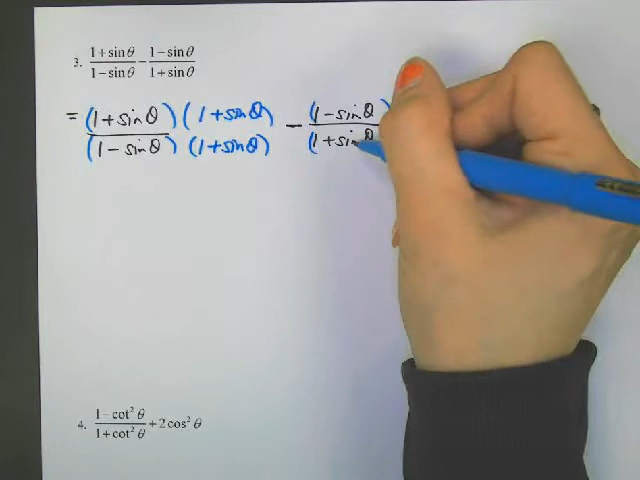 3. (1+sinθ)/(1−sinθ) − (1−sinθ)/(1+sinθ)
= (1+sinθ)(1+sinθ)/(1−sinθ)(1+sinθ) − (1−sinθ)/(1+sinθ
4. (1−cot²θ)/(1+cot²θ) + 2cos²θ